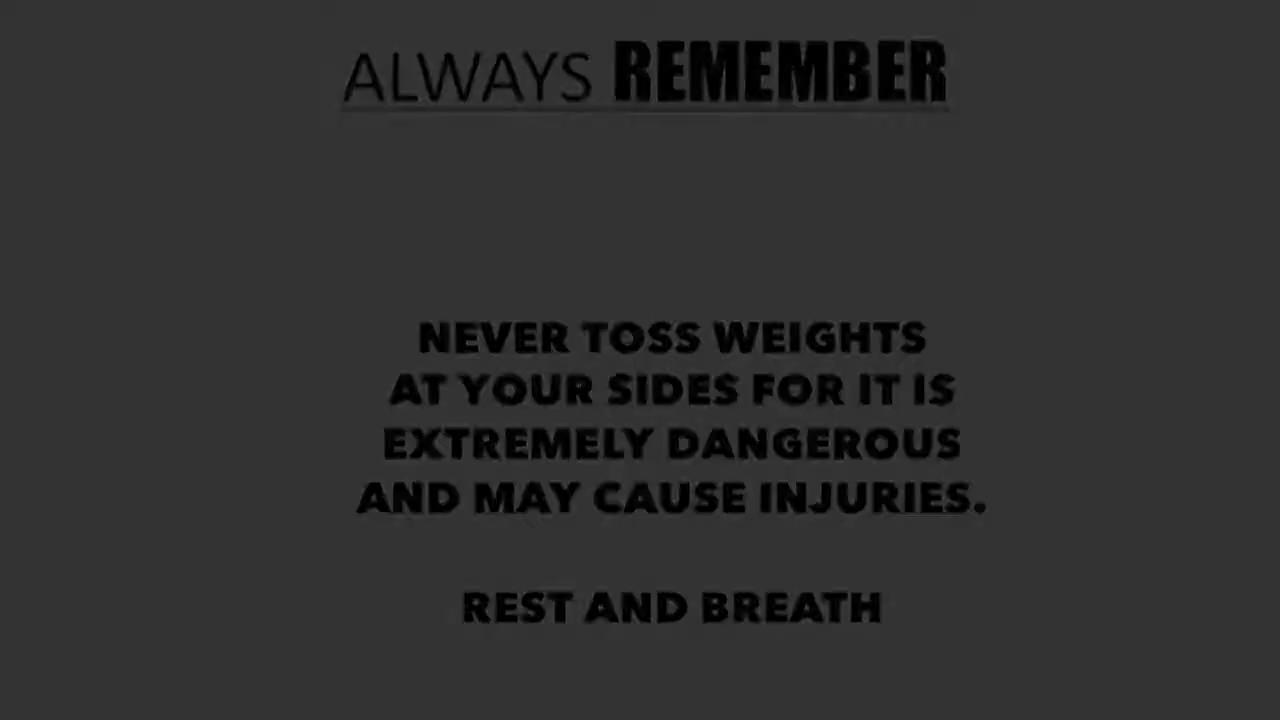 ALWAYS REMEMBER
NEVER TOSS WEIGHTS
AT YOUR SIDES FOR IT IS
EXTREMELY DANGEROUS
AND MAY CAUSE INJURIES.
REST AND BREATH